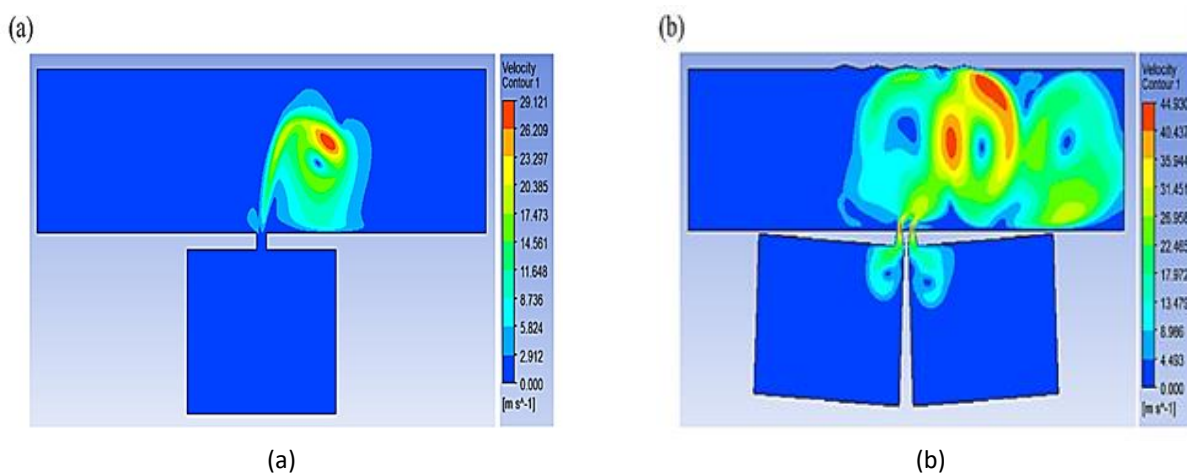 (a)
Velocity
Contour 1
29.121
26.209
23.297
20.385
17.473
14.561
11.648
8.736
5.824
2.912
0.000
[m s^-1]
(b)
Velocity
Contour 1
44.930
40.437
35.944
31.451
26.958
22.465
17.972
13.479
8.986
4.493
0.000
[m s^-1]
(a)
(b)